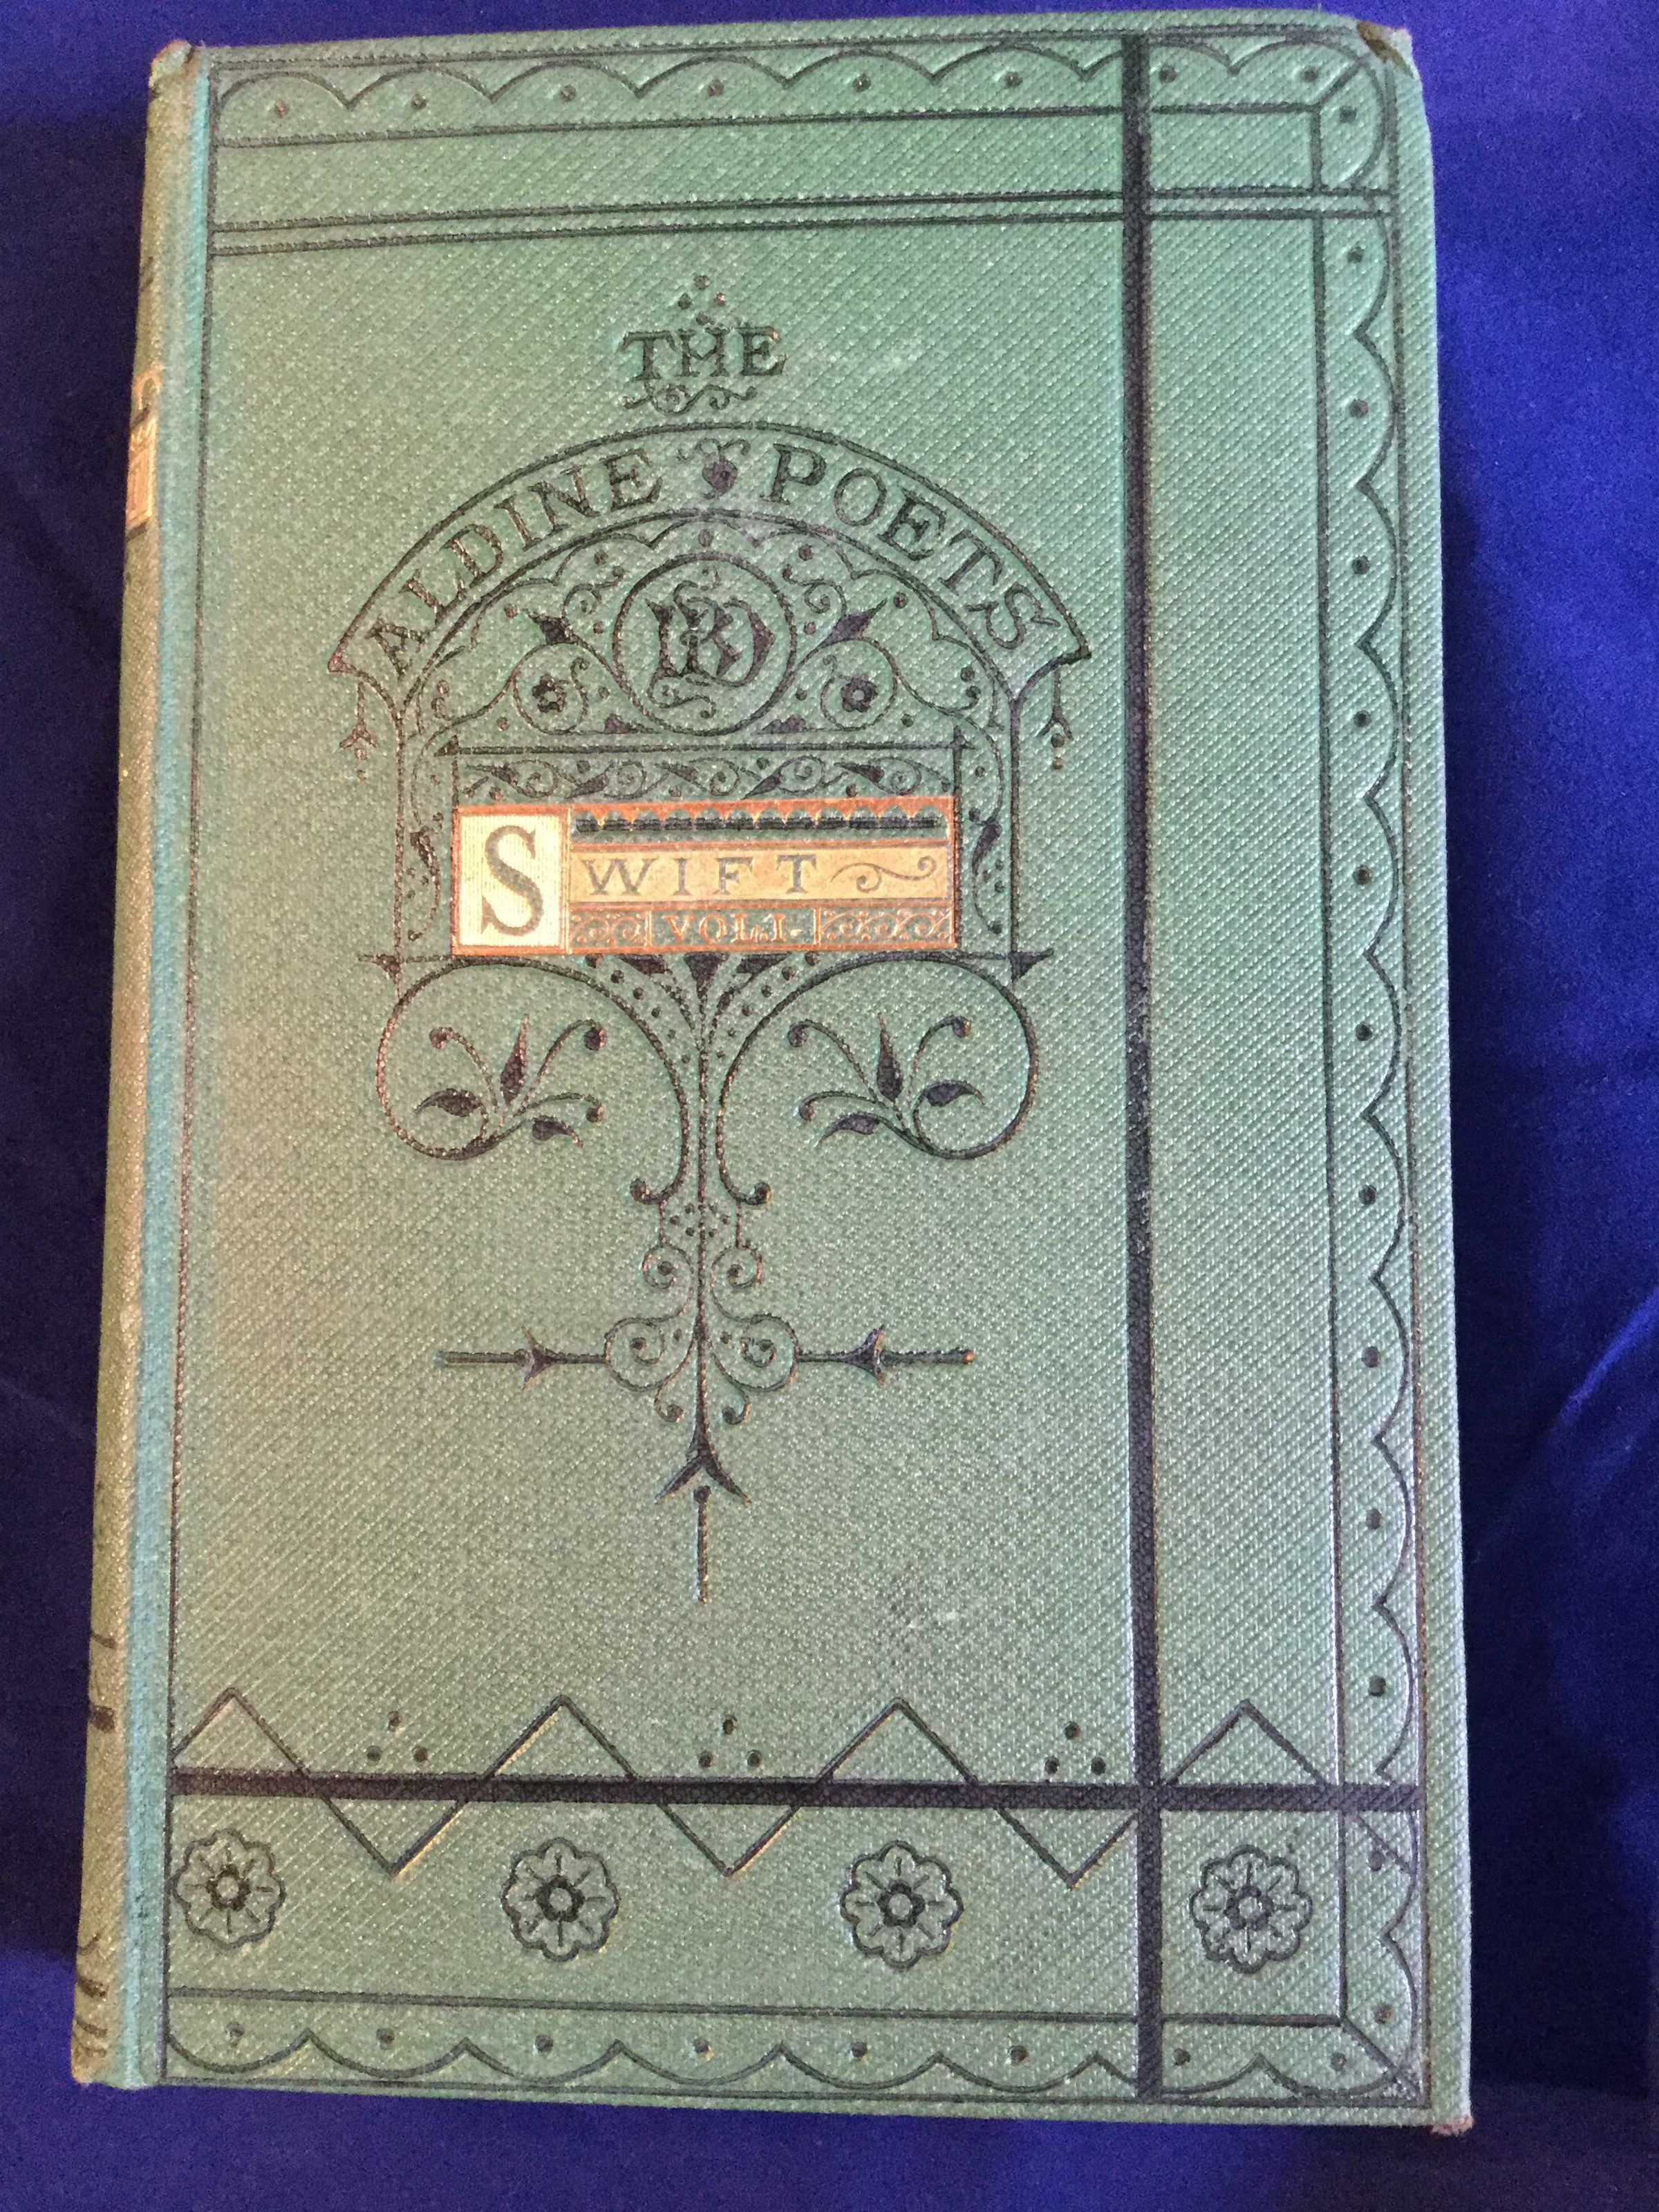 THE
ALDINE POETS
SWIFT
VOL. I.